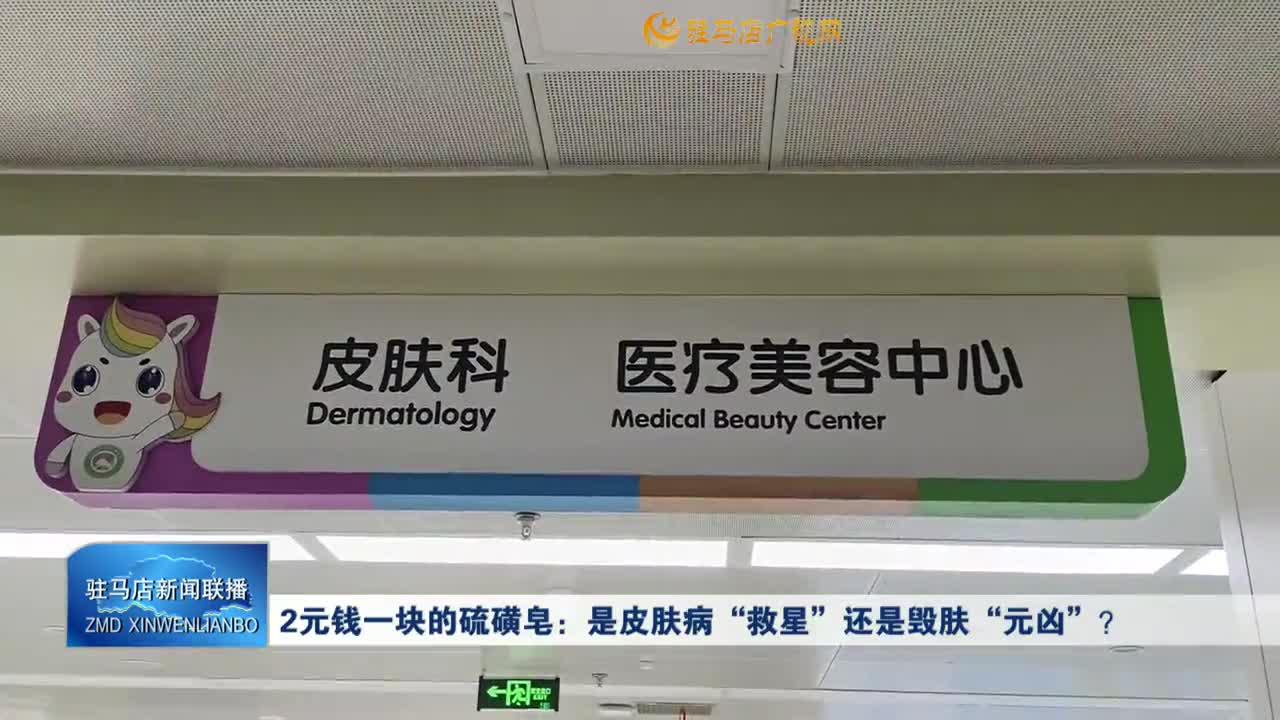 驻马店广视网
皮肤科 医疗美容中心
Dermatology Medical Beauty Center
驻马店新闻联播
ZMD XINWENLIANBO
2元钱一块的硫磺皂：是皮肤病“救星”还是毁肤“元凶”？